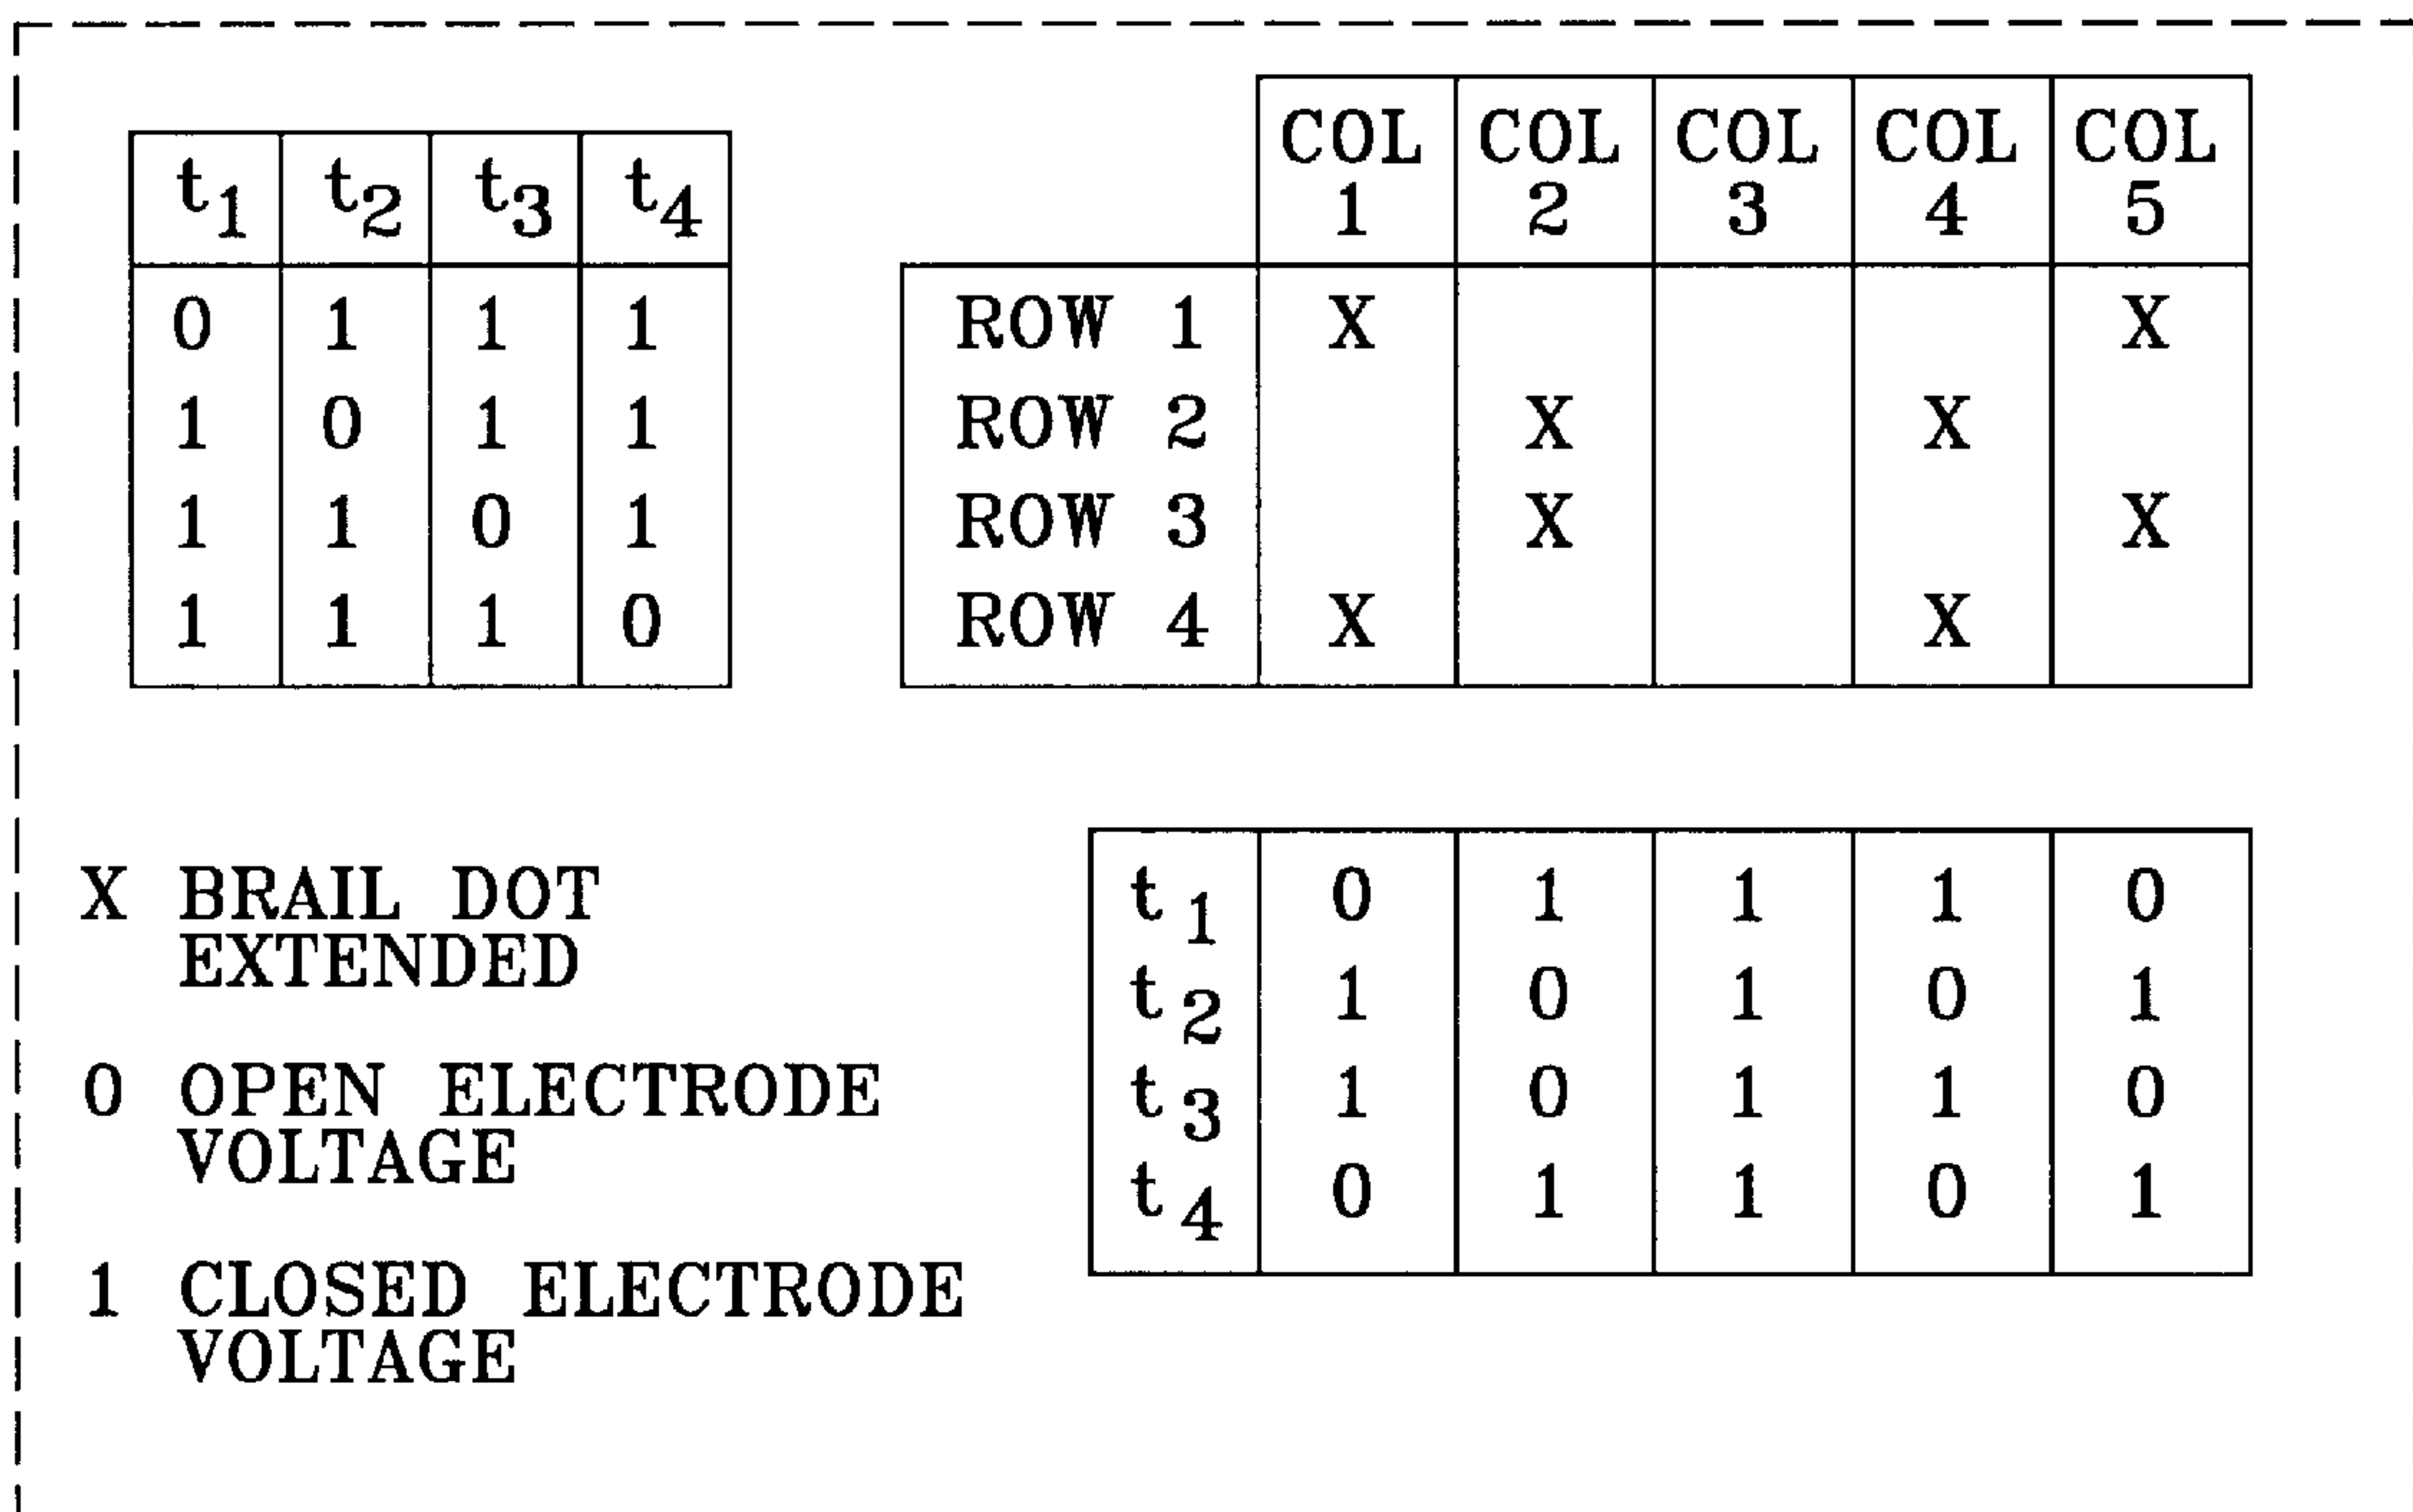 t1 t2 t3 t4
0 1 1 1
1 0 1 1
1 1 0 1
1 1 1 0
COL 1 COL 2 COL 3 COL 4 COL 5
ROW 1 X X
ROW 2 X X
ROW 3 X X
ROW 4 X X
X BRAIL DOT
EXTENDED
0 OPEN ELECTRODE
VOLTAGE
1 CLOSED ELECTRODE
VOLTAGE
t1 0 1 1 1 0
t2 1 0 1 0 1
t3 1 0 1 1 0
t4 0 1 1 0 1